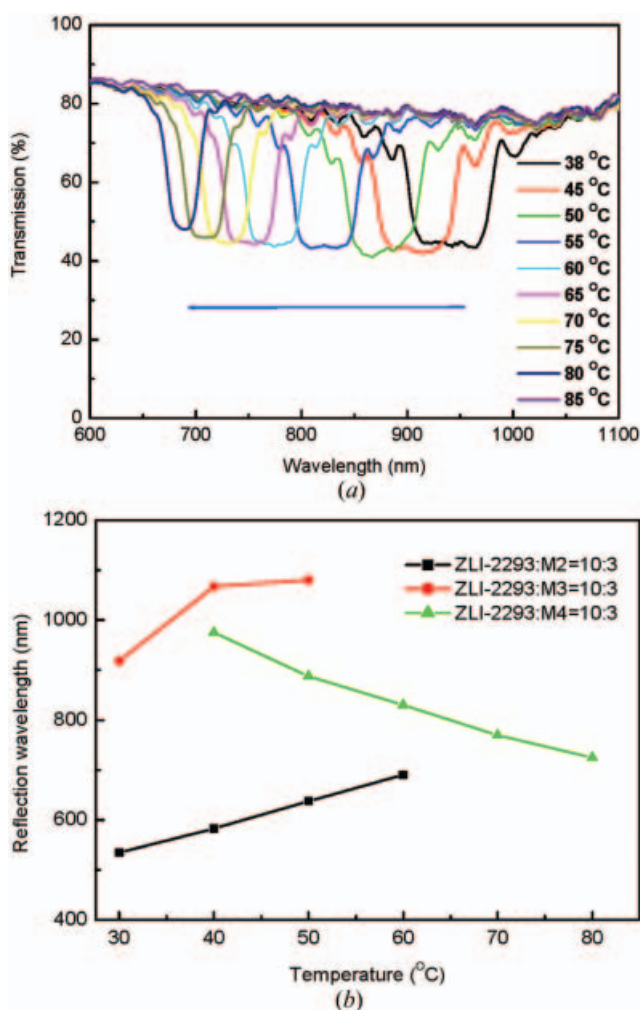 100
80
60
40
20
0
Transmission (%)
38 °C
45 °C
50 °C
55 °C
60 °C
65 °C
70 °C
75 °C
80 °C
85 °C
600 700 800 900 1000 1100
Wavelength (nm)
(a)
1200
1000
800
600
400
Reflection wavelength (nm)
ZLI-2293:M2=10:3
ZLI-2293:M3=10:3
ZLI-2293:M4=10:3
30 40 50 60 70 80
Temperature (°C)
(b)